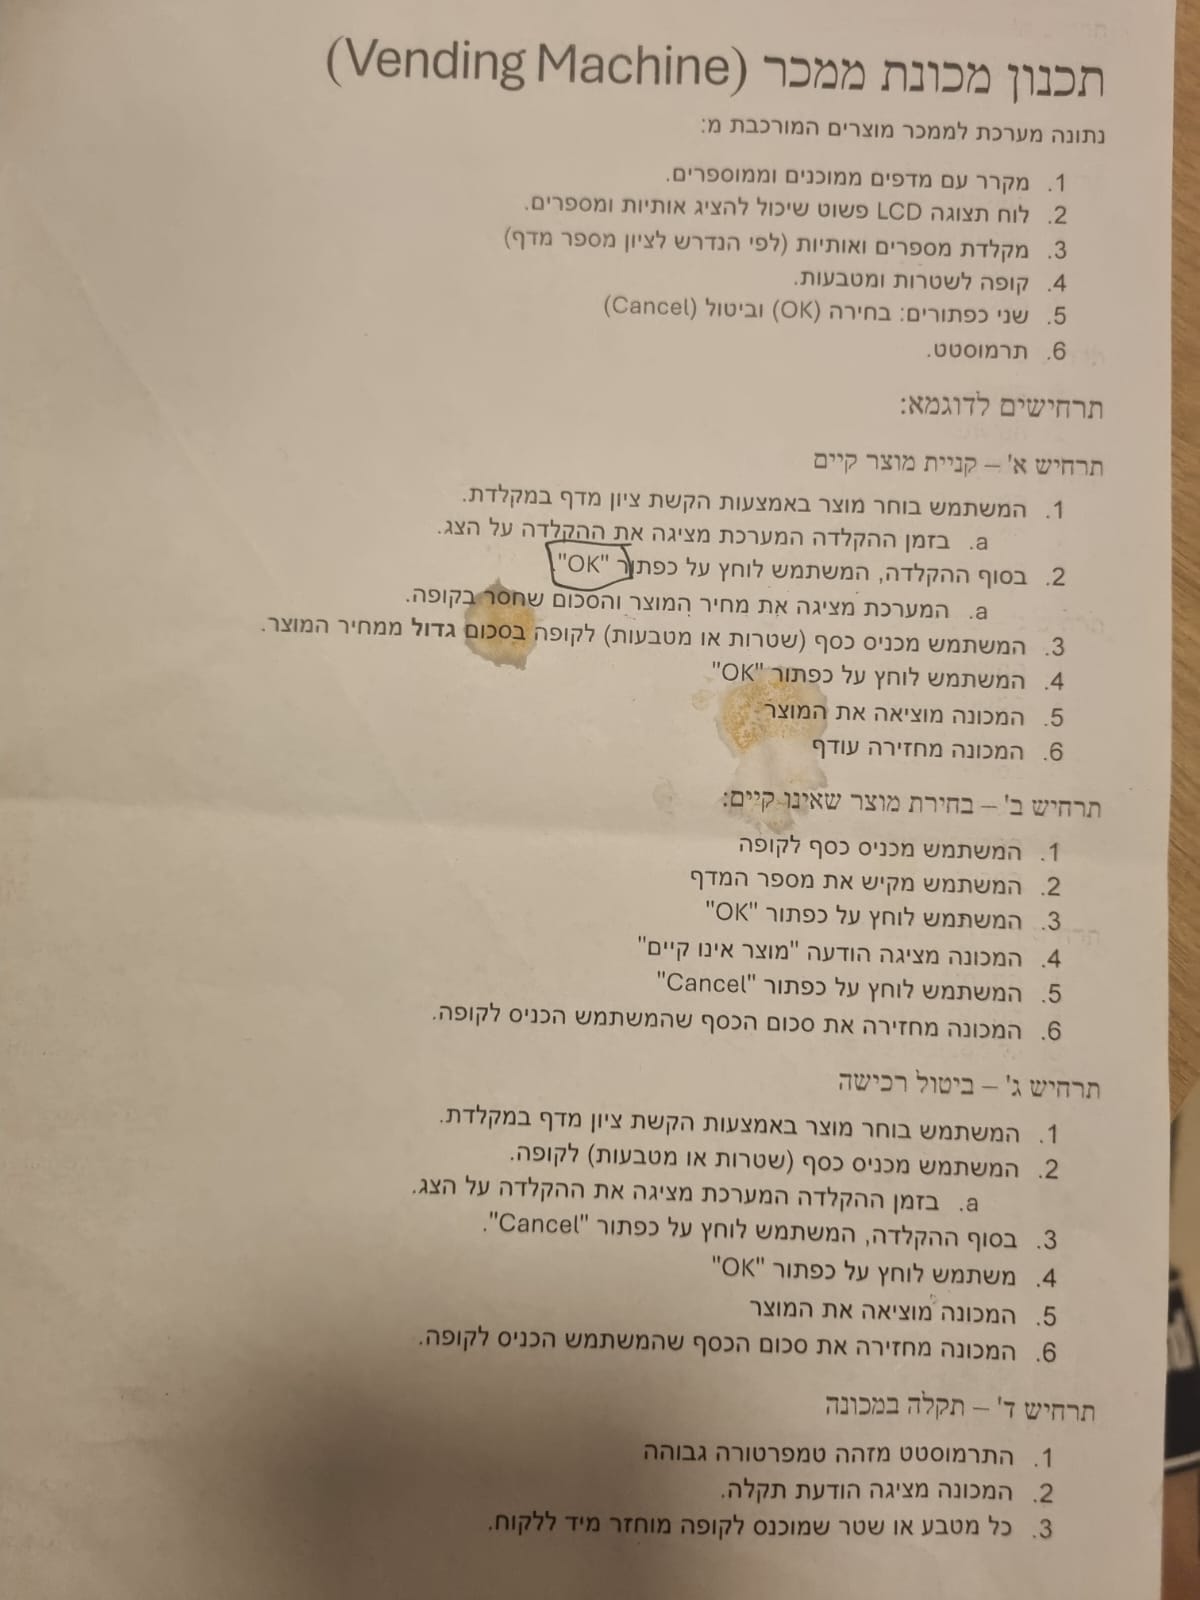 תכנון מכונת ממכר (Vending Machine)
נתונה מערכת לממכר מוצרים המורכבת מ:
1. מקרר עם מדפים ממוכנים וממוספרים.
2. לוח תצוגה LCD פשוט שיכול להציג אותיות ומספרים.
3. מקלדת מספרים ואותיות (לפי הנדרש לציון מספר מדף)
4. קופה לשטרות ומטבעות.
5. שני כפתורים: בחירה (OK) וביטול (Cancel)
6. תרמוסטט.
תרחישים לדוגמא:
תרחיש א' – קניית מוצר קיים
1. המשתמש בוחר מוצר באמצעות הקשת ציון מדף במקלדת.
a. בזמן ההקלדה המערכת מציגה את ההקלדה על הצג.
2. בסוף ההקלדה, המשתמש לוחץ על כפתור "OK".
a. המערכת מציגה את מחיר המוצר והסכום שחסר בקופה.
3. המשתמש מכניס כסף (שטרות או מטבעות) לקופה בסכום גדול ממחיר המוצר.
4. המשתמש לוחץ על כפתור "OK"
5. המכונה מוציאה את המוצר
6. המכונה מחזירה עודף
תרחיש ב' – בחירת מוצר שאינו קיים:
1. המשתמש מכניס כסף לקופה
2. המשתמש מקיש את מספר המדף
3. המשתמש לוחץ על כפתור "OK"
4. המכונה מציגה הודעה "מוצר אינו קיים"
5. המשתמש לוחץ על כפתור "Cancel"
6. המכונה מחזירה את סכום הכסף שהמשתמש הכניס לקופה.
תרחיש ג' – ביטול רכישה
1. המשתמש בוחר מוצר באמצעות הקשת ציון מדף במקלדת.
2. המשתמש מכניס כסף (שטרות או מטבעות) לקופה.
a. בזמן ההקלדה המערכת מציגה את ההקלדה על הצג.
3. בסוף ההקלדה, המשתמש לוחץ על כפתור "Cancel".
4. משתמש לוחץ על כפתור "OK"
5. המכונה מוציאה את המוצר
6. המכונה מחזירה את סכום הכסף שהמשתמש הכניס לקופה.
תרחיש ד' – תקלה במכונה
1. התרמוסטט מזהה טמפרטורה גבוהה
2. המכונה מציגה הודעת תקלה.
3. כל מטבע או שטר שמוכנס לקופה מוחזר מיד ללקוח.